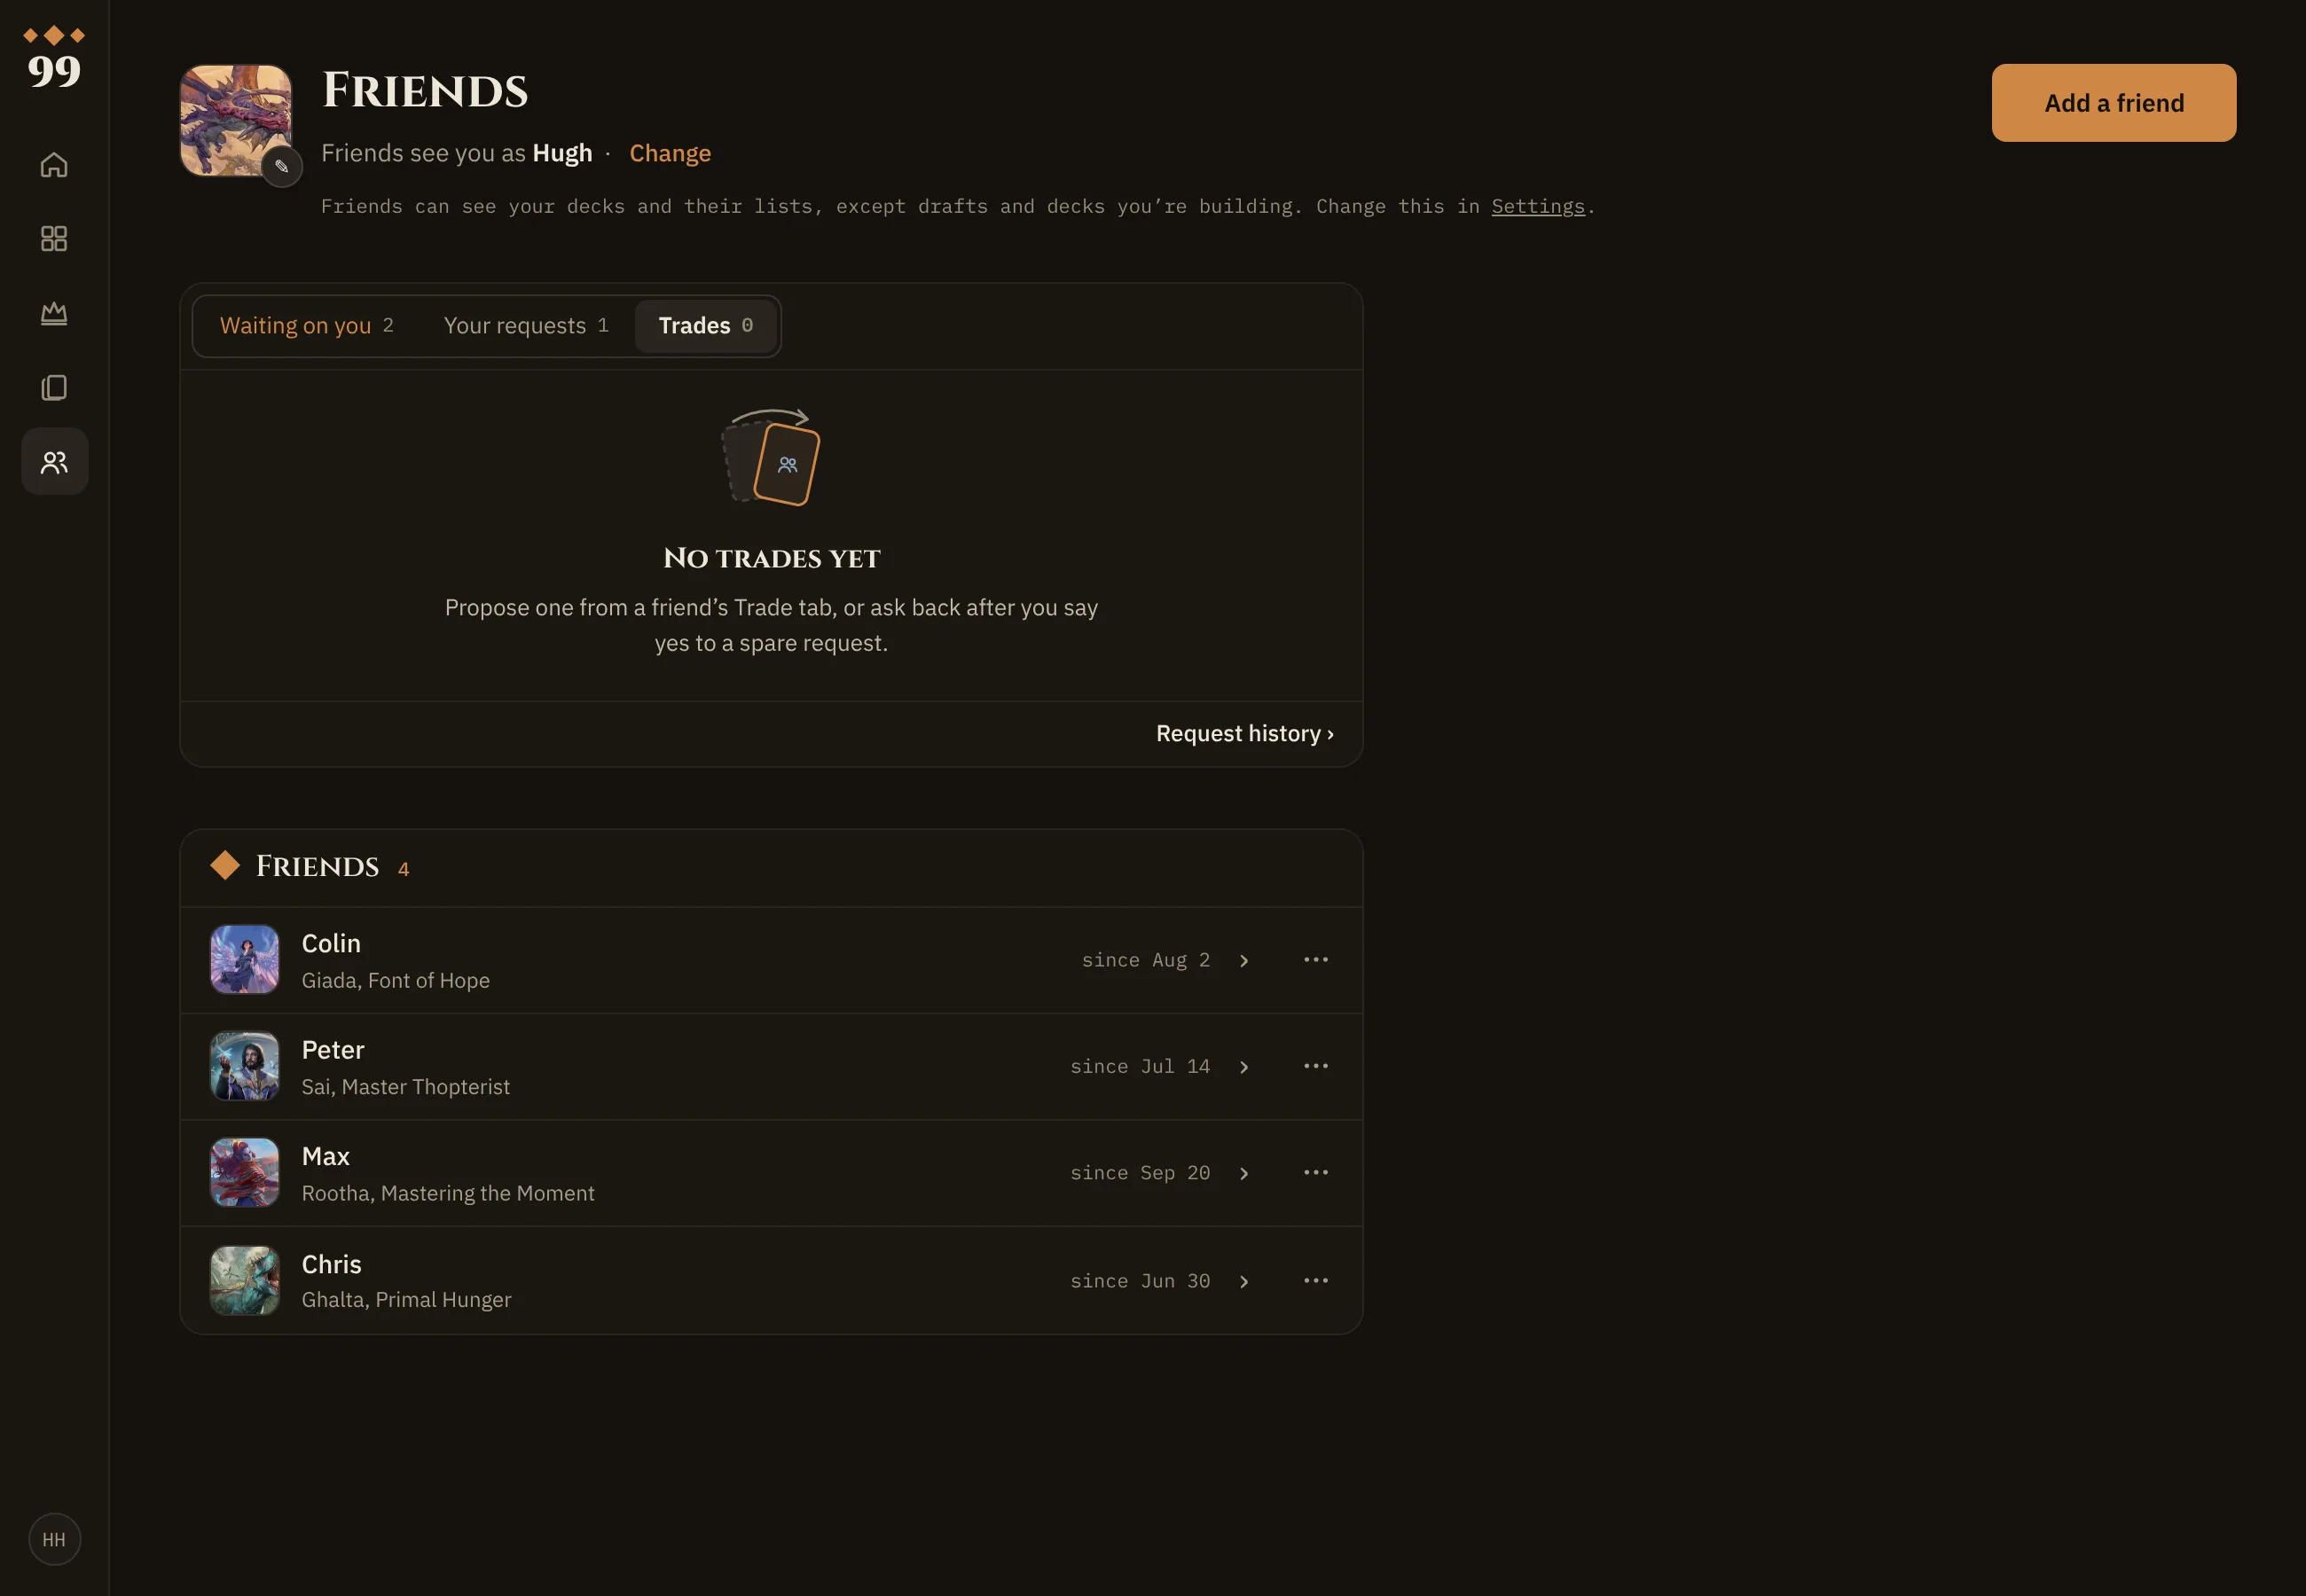 99
Friends
Add a friend
Friends see you as Hugh · Change
Friends can see your decks and their lists, except drafts and decks you’re building. Change this in Settings.
Waiting on you 2 Your requests 1 Trades 0
No trades yet
Propose one from a friend’s Trade tab, or ask back after you say
yes to a spare request.
Request history ›
Friends 4
Colin
Giada, Font of Hope
since Aug 2
Peter
Sai, Master Thopterist
since Jul 14
Max
Rootha, Mastering the Moment
since Sep 20
Chris
Ghalta, Primal Hunger
since Jun 30
HH